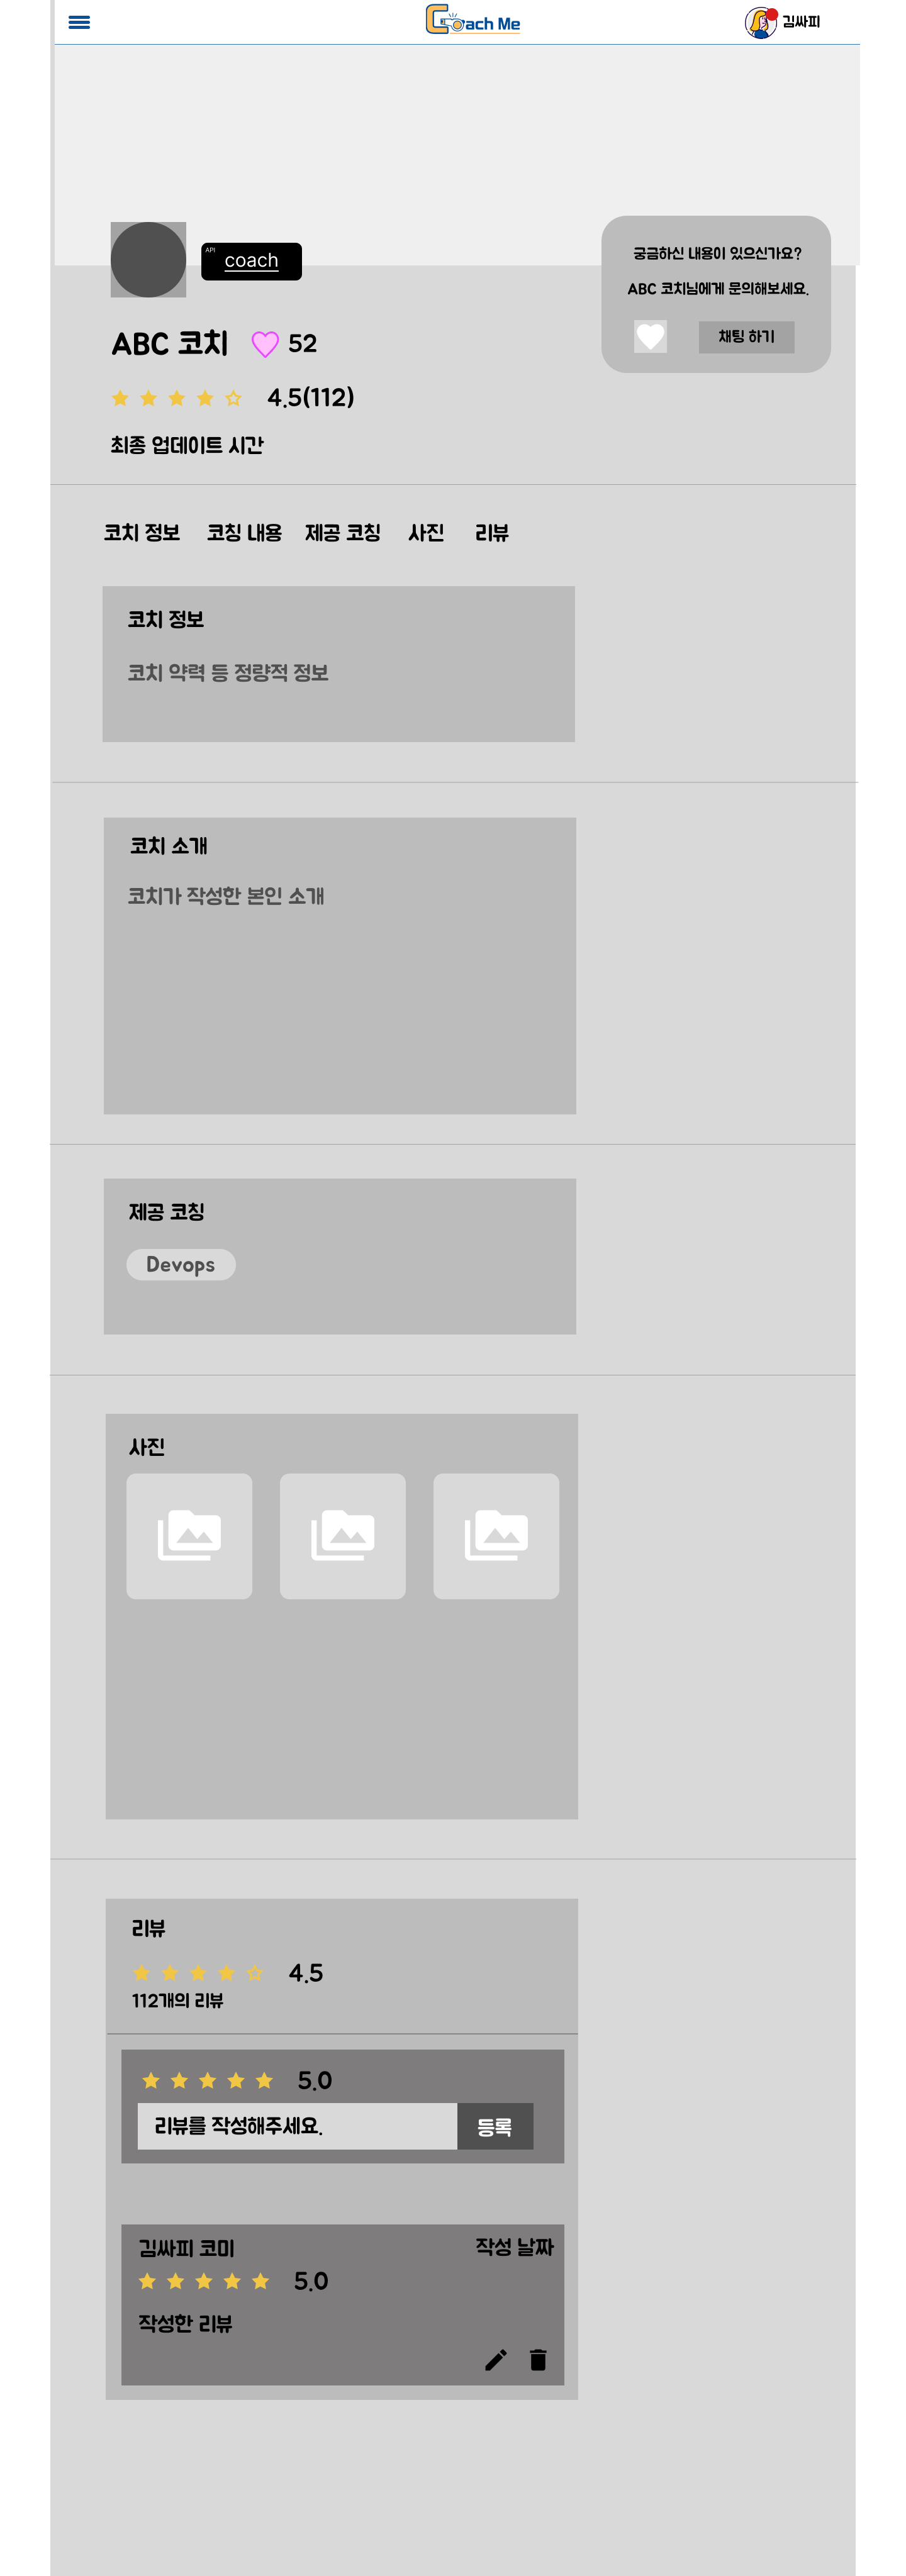 Coach Me
김싸피
궁금하신 내용이 있으신가요?
ABC 코치님에게 문의해보세요.
채팅 하기
API
coach
ABC 코치 52
4.5(112)
최종 업데이트 시간
코치 정보 코칭 내용 제공 코칭 사진 리뷰
코치 정보
코치 약력 등 정량적 정보
코치 소개
코치가 작성한 본인 소개
제공 코칭
Devops
사진
리뷰
4.5
112개의 리뷰
5.0
리뷰를 작성해주세요. 등록
김싸피 코미 작성 날짜
5.0
작성한 리뷰